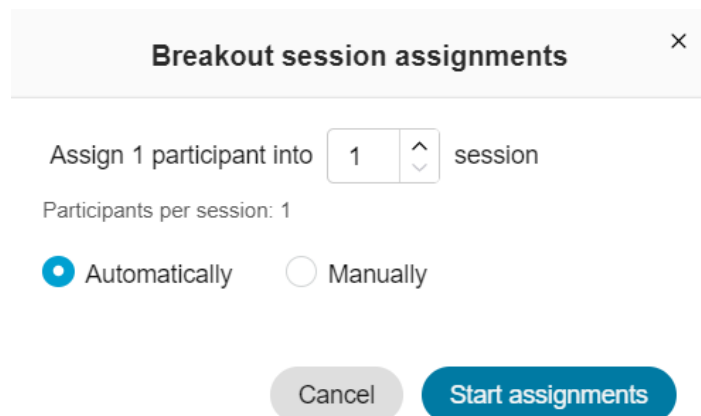 Breakout session assignments
Assign 1 participant into 1 session
Participants per session: 1
Automatically Manually
Cancel Start assignments